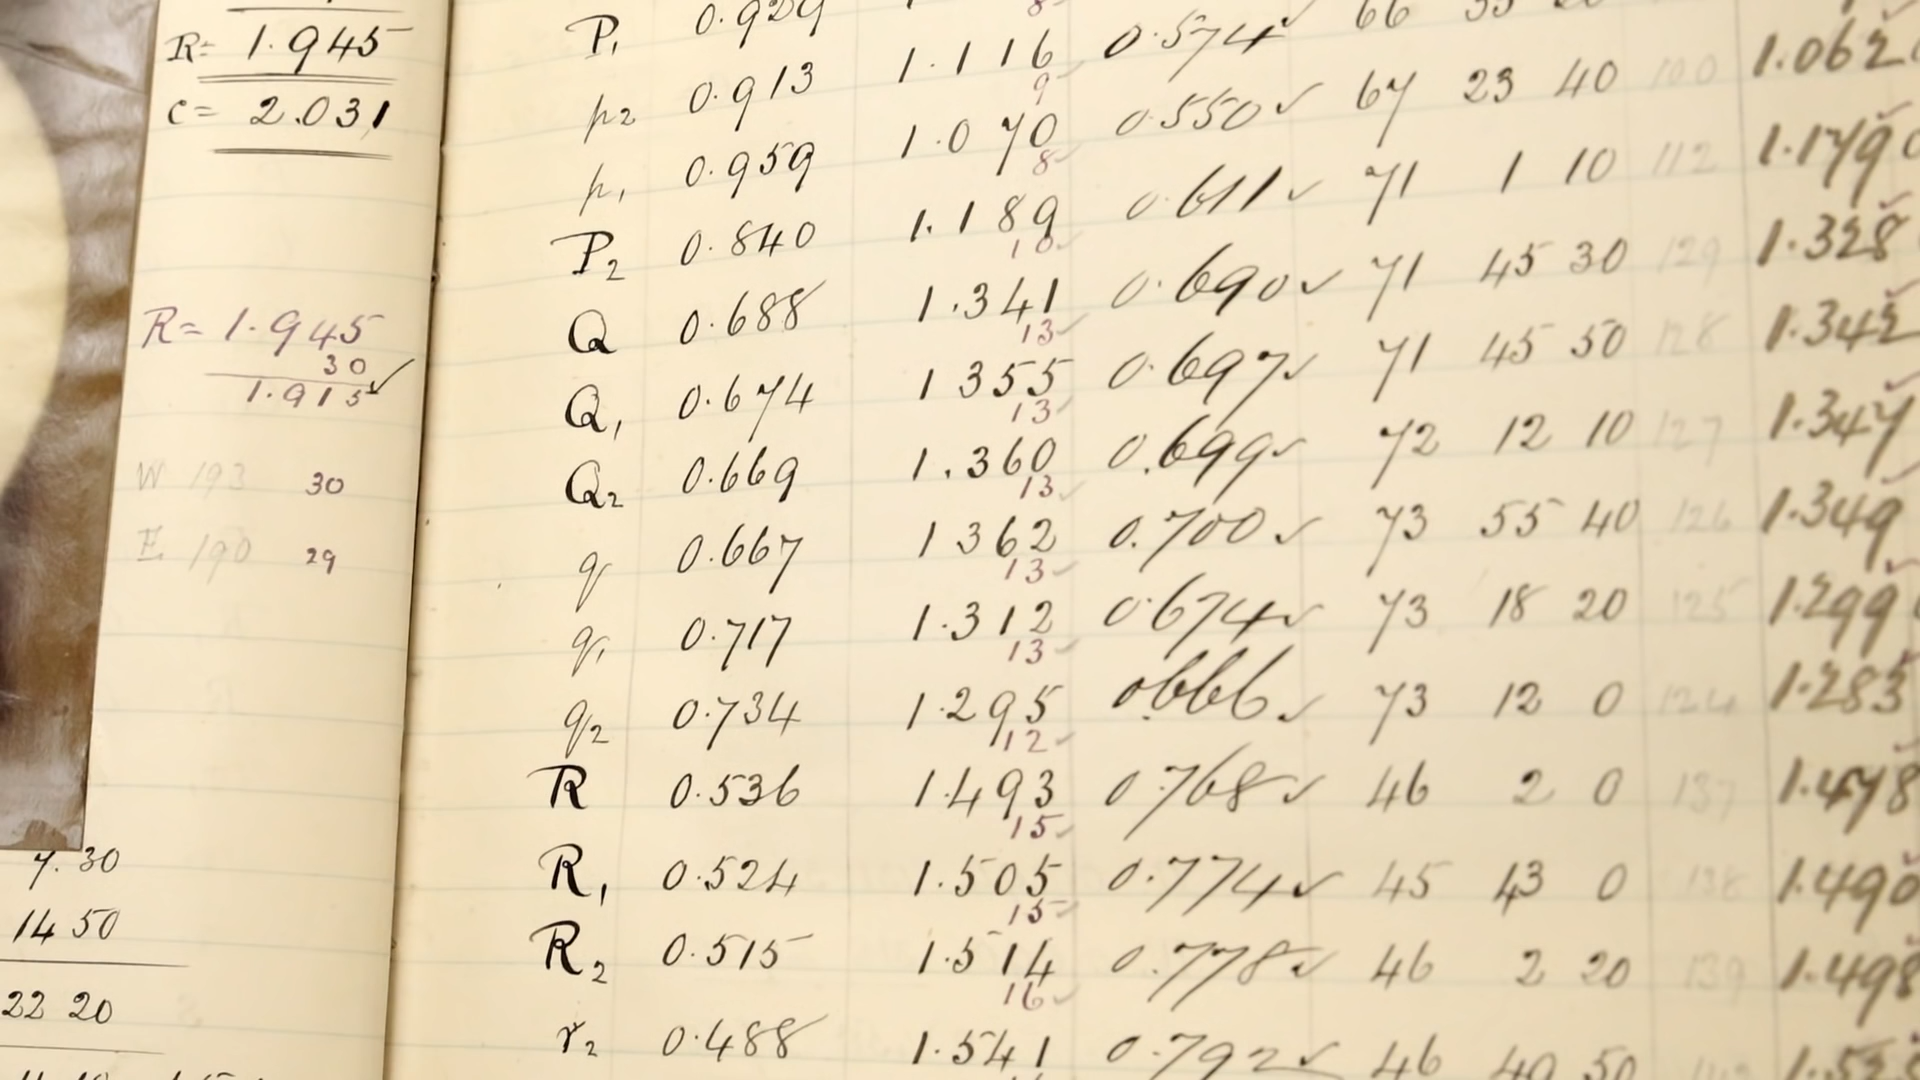 R= 1.945
c= 2.031
R= 1.945
30
1.915 ✓
W 193 30
E 190 29
7.30
14 50
22 20
P₁ 0.929
p₂ 0.913 1.116 0.574 ✓ 66
9
p₁ 0.959 1.070 0.550 ✓ 67 23 40 100 1.062
8
P₂ 0.840 1.189 0.611 ✓ 71 1 10 112 1.179
10
Q 0.688 1.341 0.690 ✓ 71 45 30 129 1.328
13
Q₁ 0.674 1 355 0.697 ✓ 71 45 50 128 1.342
13
Q₂ 0.669 1.360 0.699 ✓ 72 12 10 127 1.347
13
q 0.667 1 362 0.700 ✓ 73 55 40 126 1.349
13
q₁ 0.717 1.312 0.674 ✓ 73 18 20 125 1.299
13
q₂ 0.734 1.295 0.666 ✓ 73 12 0 124 1.283
12
R 0.536 1.493 0.768 ✓ 46 2 0 137 1.478
15
R₁ 0.524 1.505 0.774 ✓ 45 43 0 138 1.490
15
R₂ 0.515 1.514 0.778 ✓ 46 2 20 139 1.498
16
r₂ 0.488 1.541 0.792 ✓ 46 40 50